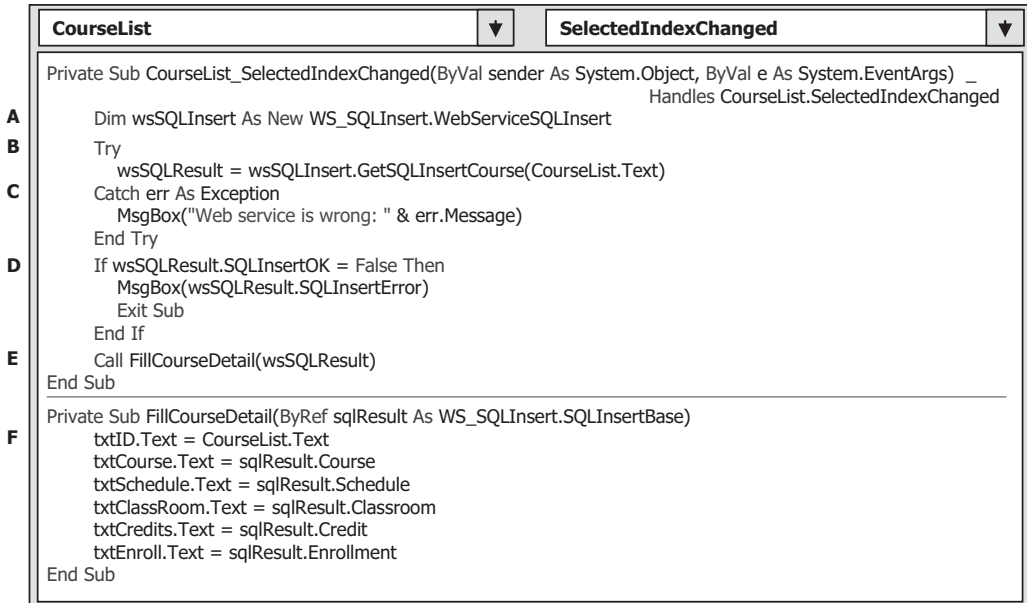 CourseList SelectedIndexChanged
Private Sub CourseList_SelectedIndexChanged(ByVal sender As System.Object, ByVal e As System.EventArgs) _
Handles CourseList.SelectedIndexChanged
A Dim wsSQLInsert As New WS_SQLInsert.WebServiceSQLInsert
B Try
wsSQLResult = wsSQLInsert.GetSQLInsertCourse(CourseList.Text)
C Catch err As Exception
MsgBox("Web service is wrong: " & err.Message)
End Try
D If wsSQLResult.SQLInsertOK = False Then
MsgBox(wsSQLResult.SQLInsertError)
Exit Sub
End If
E Call FillCourseDetail(wsSQLResult)
End Sub
Private Sub FillCourseDetail(ByRef sqlResult As WS_SQLInsert.SQLInsertBase)
F txtID.Text = CourseList.Text
txtCourse.Text = sqlResult.Course
txtSchedule.Text = sqlResult.Schedule
txtClassRoom.Text = sqlResult.Classroom
txtCredits.Text = sqlResult.Credit
txtEnroll.Text = sqlResult.Enrollment
End Sub